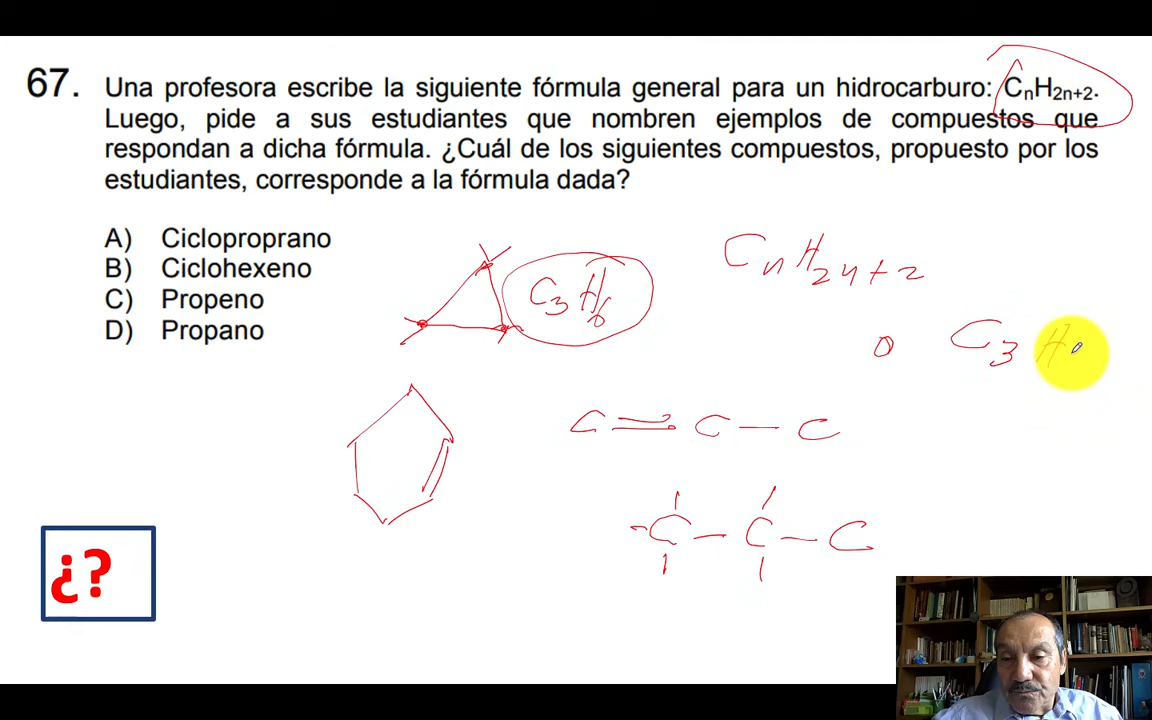 67. Una profesora escribe la siguiente fórmula general para un hidrocarburo: CnH2n+2.
Luego, pide a sus estudiantes que nombren ejemplos de compuestos que
respondan a dicha fórmula. ¿Cuál de los siguientes compuestos, propuesto por los
estudiantes, corresponde a la fórmula dada?
A) Cicloproprano
B) Ciclohexeno
C) Propeno
D) Propano
CnH2n+2
C3H6
C3H
C=C-C
C-C-C
¿?